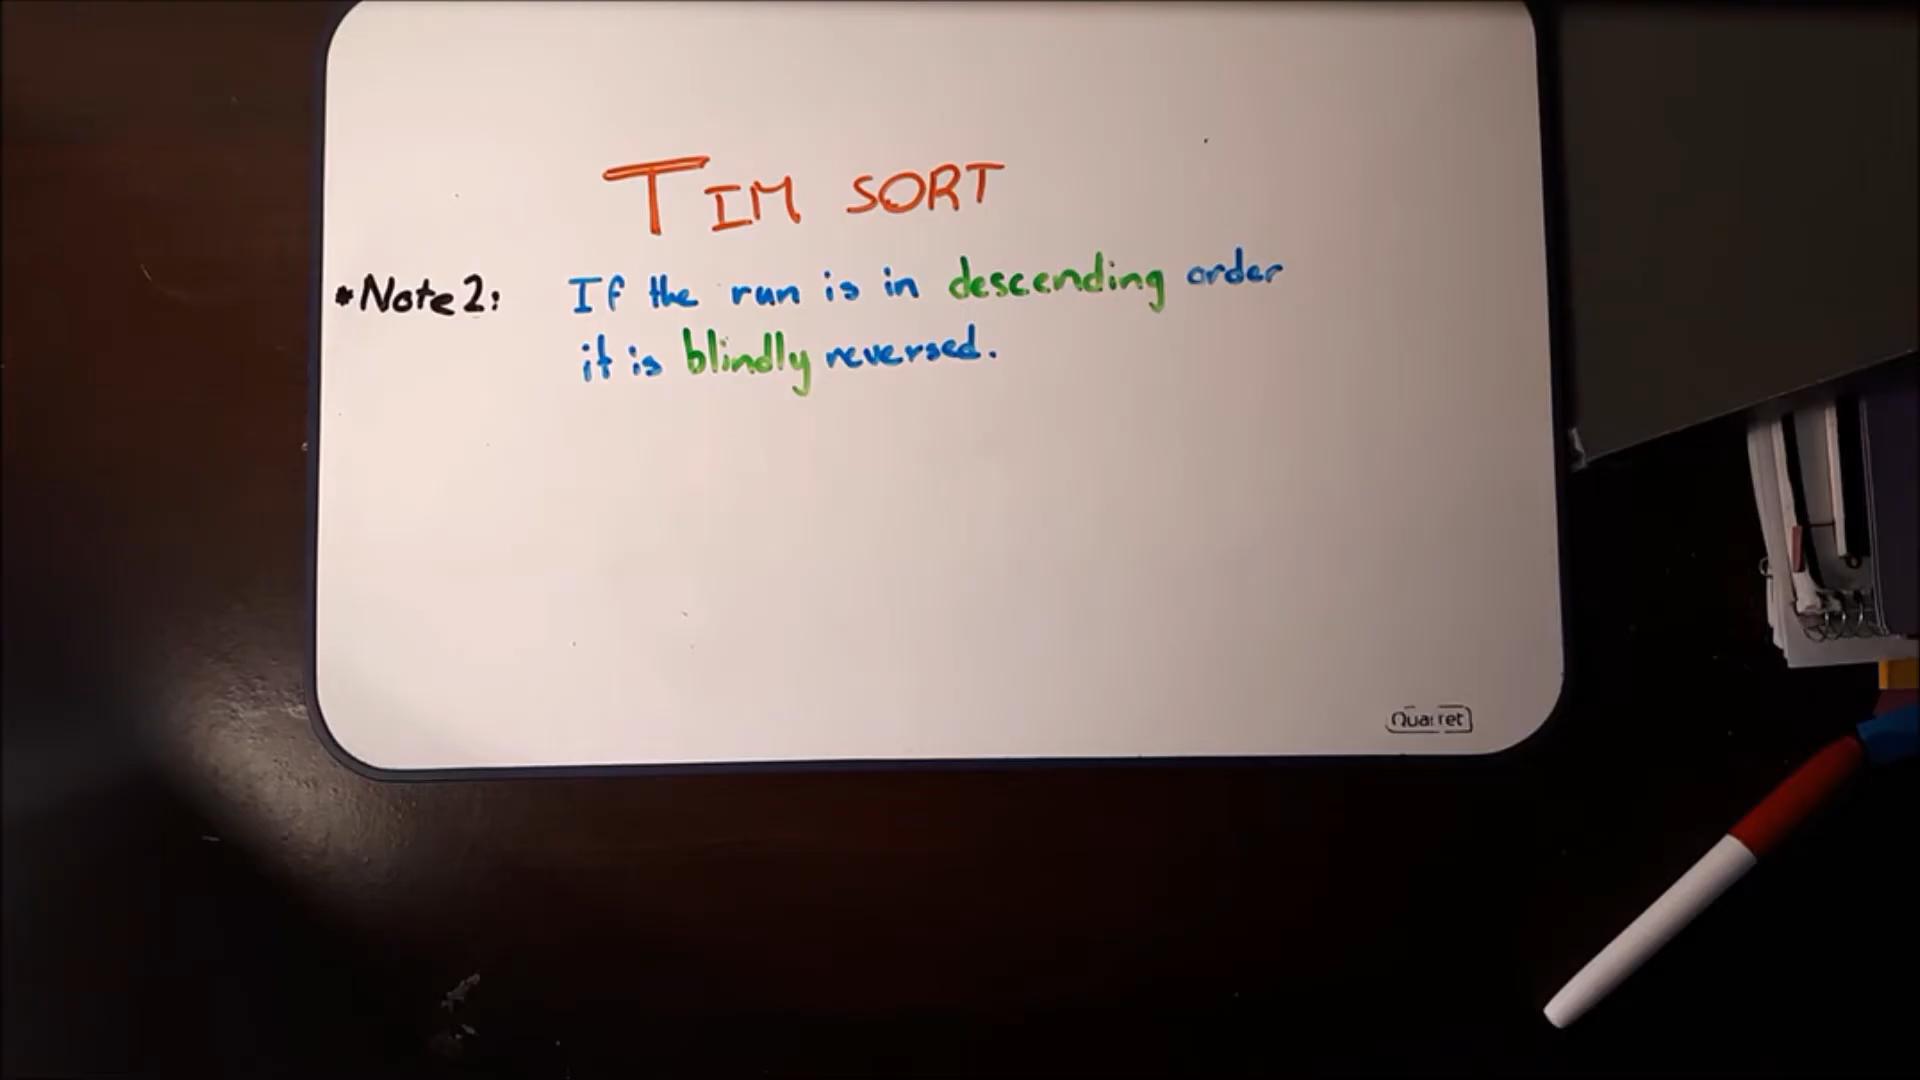 TIM SORT
*Note 2: If the run is in descending order
it is blindly reversed.
Quartet